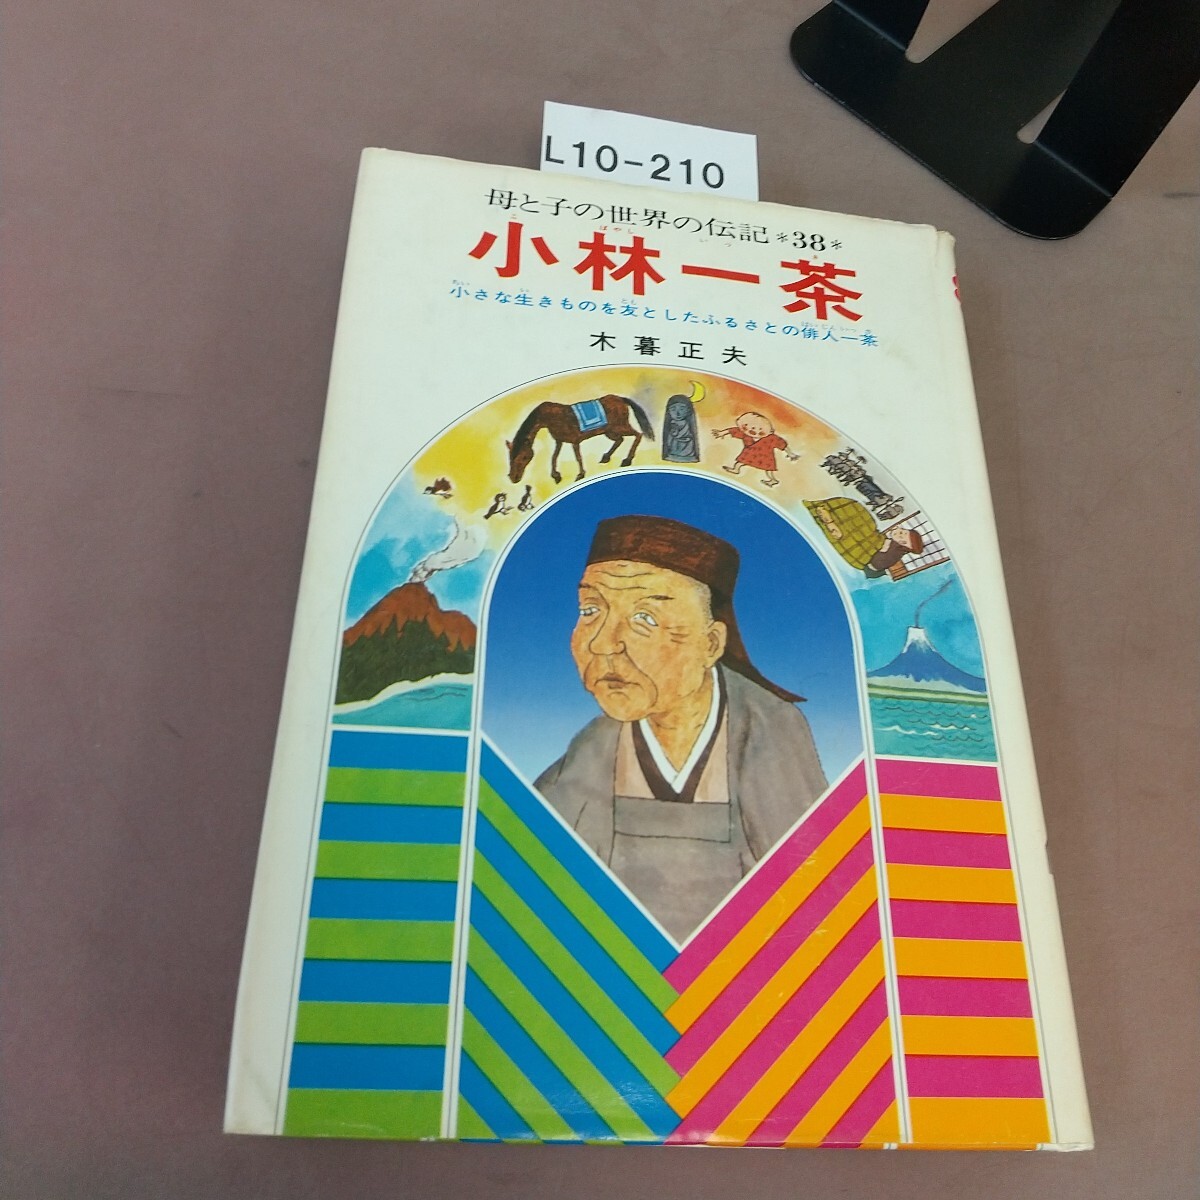 L10-210
母と子の世界の伝記 *38*
小林一茶
小さな生きものを友としたふるさとの俳人一茶
木暮正夫